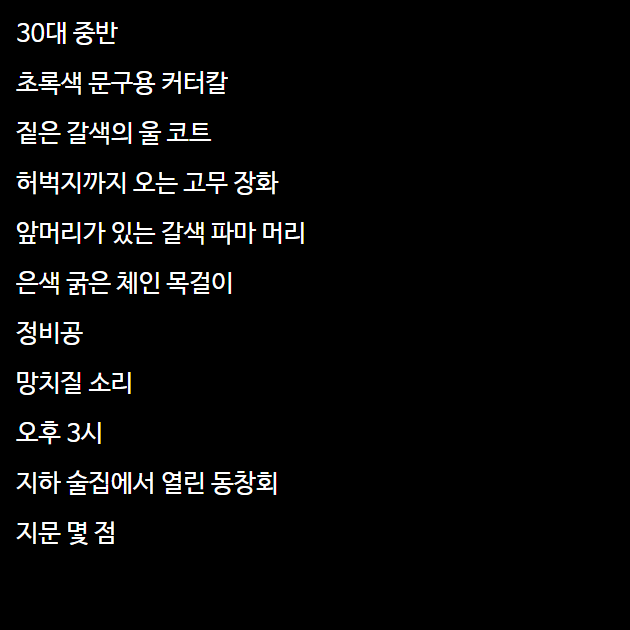 30대 중반
초록색 문구용 커터칼
짙은 갈색의 울 코트
허벅지까지 오는 고무 장화
앞머리가 있는 갈색 파마 머리
은색 굵은 체인 목걸이
정비공
망치질 소리
오후 3시
지하 술집에서 열린 동창회
지문 몇 점